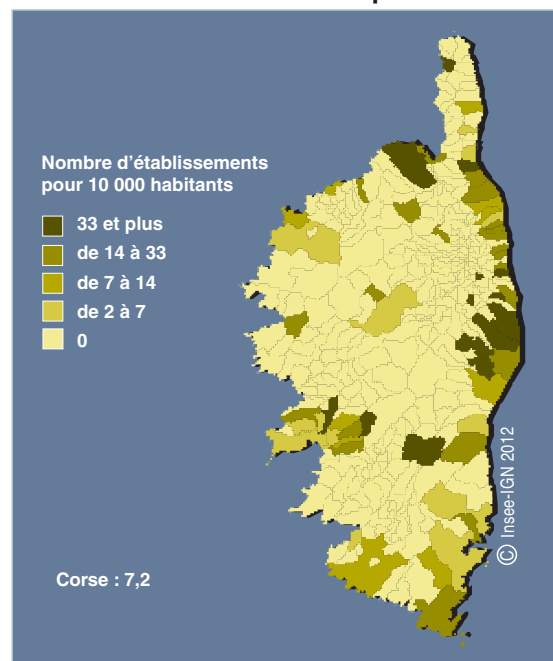 Nombre d'établissements
pour 10 000 habitants
33 et plus
de 14 à 33
de 7 à 14
de 2 à 7
0
Corse : 7,2
© Insee-IGN 2012